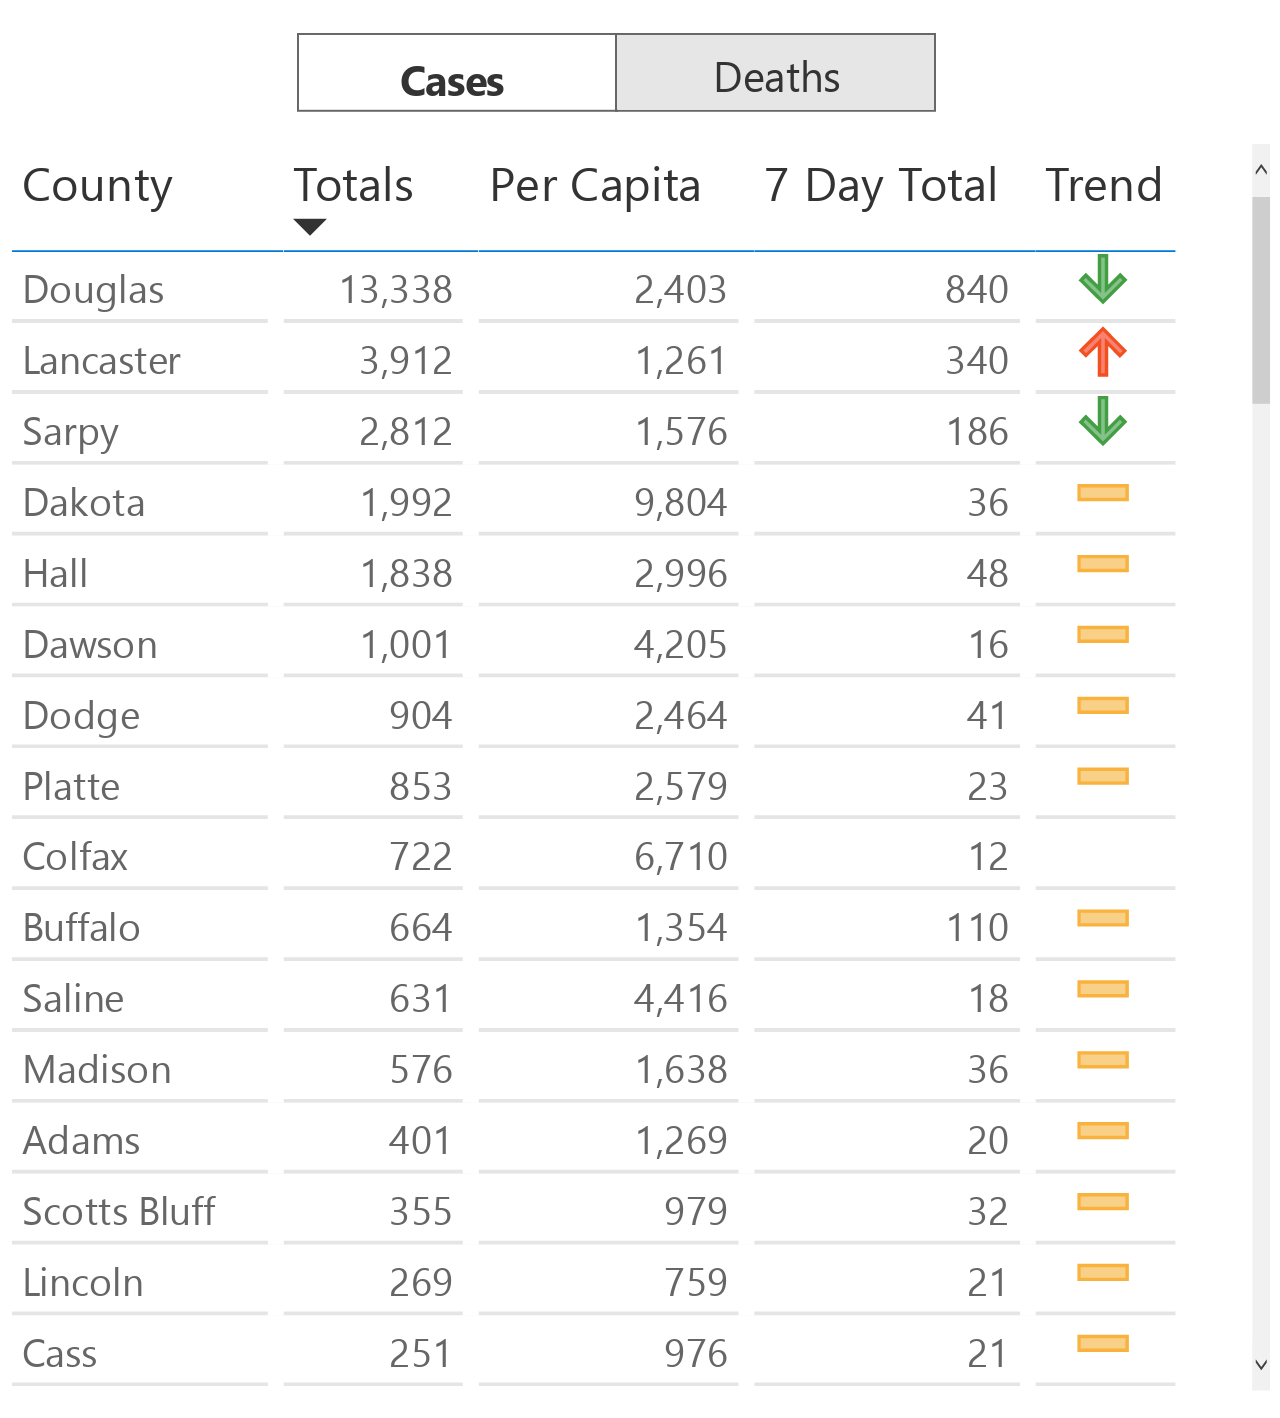 Cases Deaths
County Totals Per Capita 7 Day Total Trend
Douglas 13,338 2,403 840
Lancaster 3,912 1,261 340
Sarpy 2,812 1,576 186
Dakota 1,992 9,804 36
Hall 1,838 2,996 48
Dawson 1,001 4,205 16
Dodge 904 2,464 41
Platte 853 2,579 23
Colfax 722 6,710 12
Buffalo 664 1,354 110
Saline 631 4,416 18
Madison 576 1,638 36
Adams 401 1,269 20
Scotts Bluff 355 979 32
Lincoln 269 759 21
Cass 251 976 21